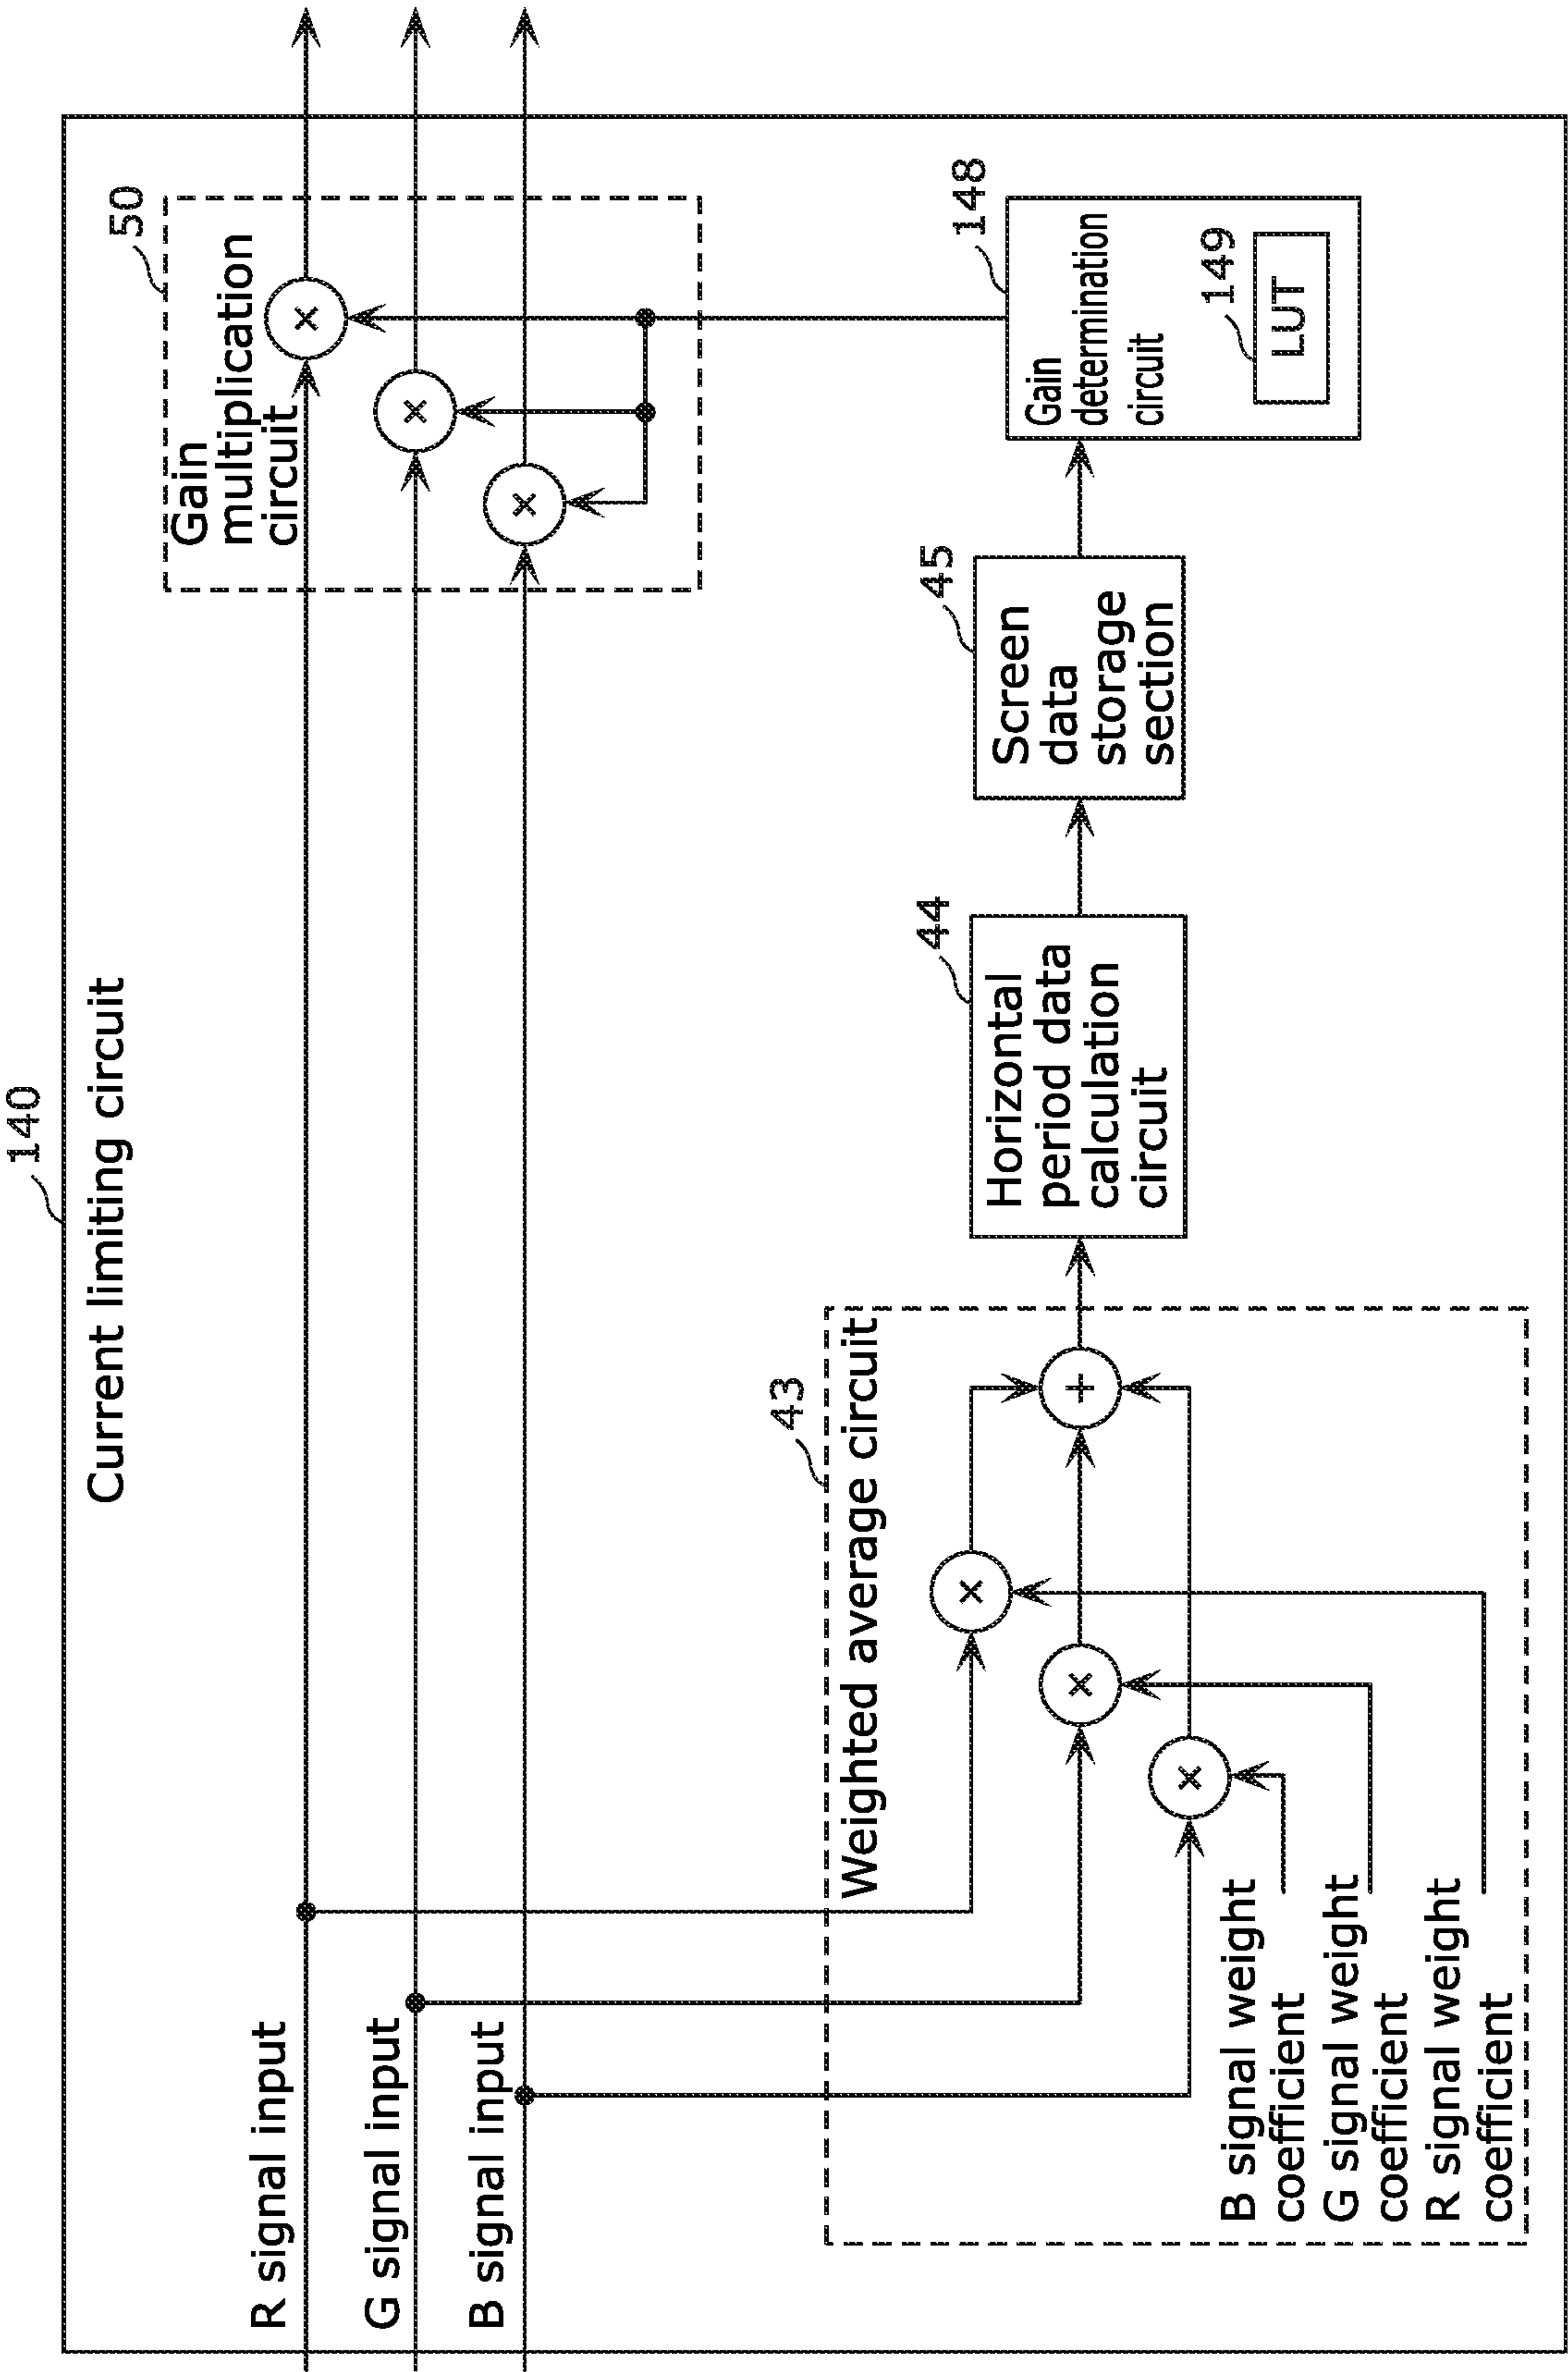 140
Current limiting circuit
50
Gain
multiplication
circuit
×
×
×
R signal input
G signal input
B signal input
43
Weighted average circuit
×
×
×
+
B signal weight
coefficient
G signal weight
coefficient
R signal weight
coefficient
44
Horizontal
period data
calculation
circuit
45
Screen
data
storage
section
148
Gain
determination
circuit
149
LUT